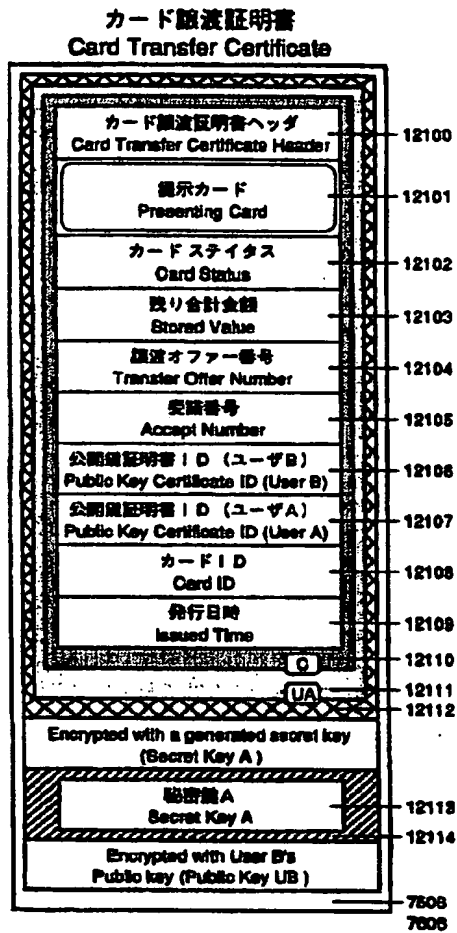 カード譲渡証明書
Card Transfer Certificate
カード譲渡証明書ヘッダ
Card Transfer Certificate Header
12100
提示カード
Presenting Card
12101
カード ステイタス
Card Status
12102
残り合計金額
Stored Value
12103
譲渡オファー番号
Transfer Offer Number
12104
受諾番号
Accept Number
12105
公開鍵証明書ID（ユーザB）
Public Key Certificate ID (User B)
12106
公開鍵証明書ID（ユーザA）
Public Key Certificate ID (User A)
12107
カードID
Card ID
12108
発行日時
Issued Time
12109
12110
UA
12111
12112
Encrypted with a generated secret key
(Secret Key A )
秘密鍵A
Secret Key A
12113
12114
Encrypted with User B's
Public key (Public Key UB )
7606